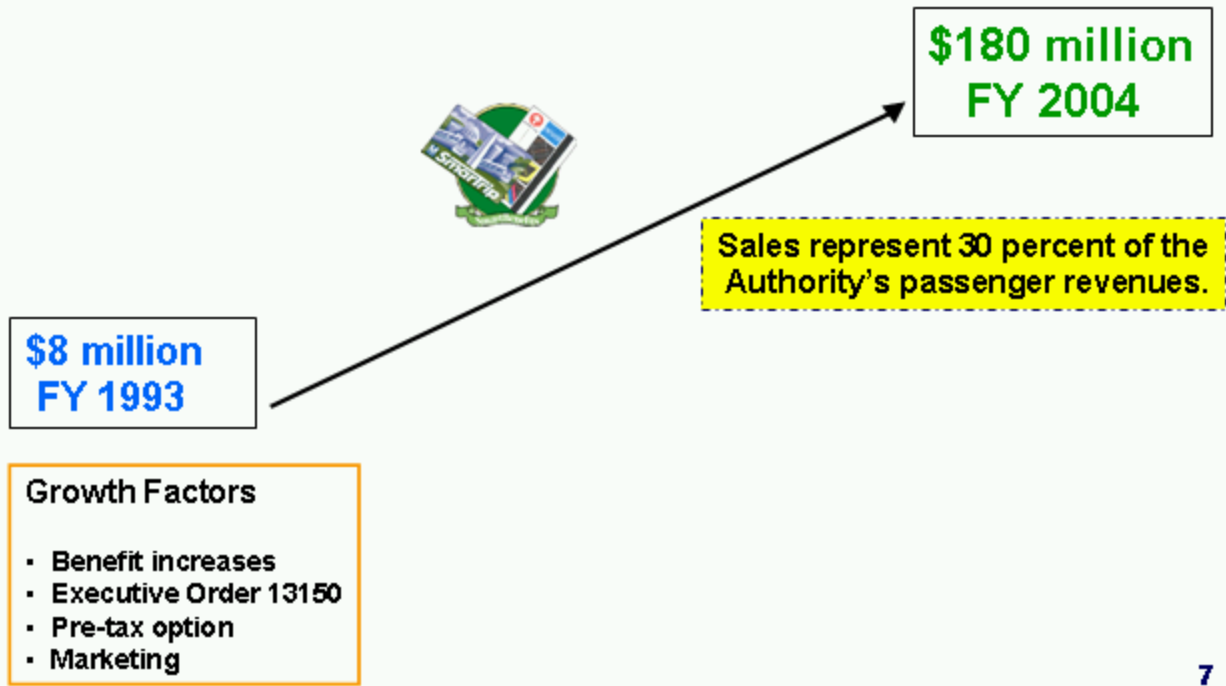 $180 million
FY 2004
SmarTrip
Sales represent 30 percent of the
Authority's passenger revenues.
$8 million
FY 1993
Growth Factors
▪ Benefit increases
▪ Executive Order 13150
▪ Pre-tax option
▪ Marketing
7